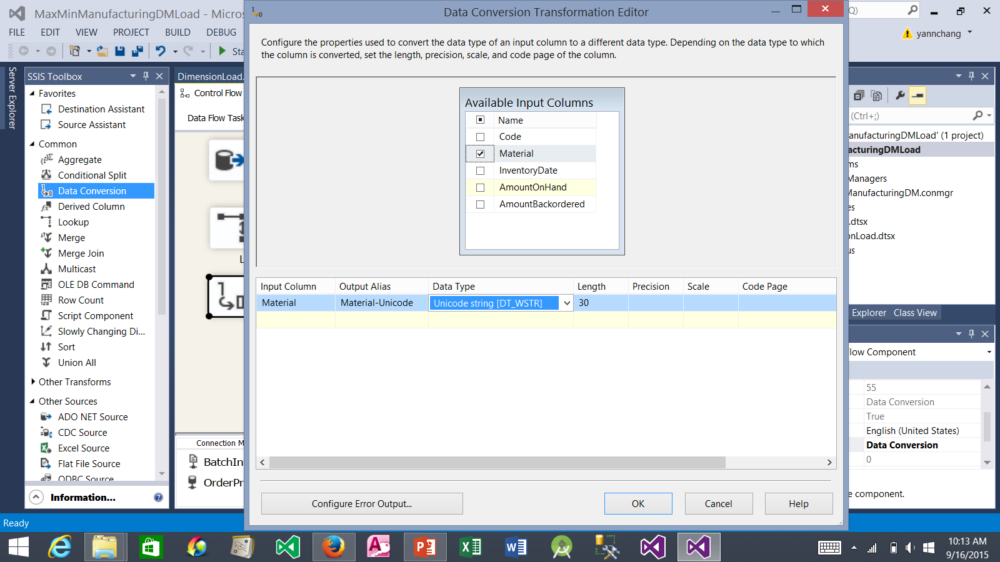 MaxMinManufacturingDMLoad - Micros
Data Conversion Transformation Editor
FILE EDIT VIEW PROJECT BUILD DEBUG
yannchang
Sta
Configure the properties used to convert the data type of an input column to a different data type. Depending on the data type to which
the column is converted, set the length, precision, scale, and code page of the column.
Server Explorer
SSIS Toolbox
Favorites
Destination Assistant
Source Assistant
Common
Aggregate
Conditional Split
Data Conversion
Derived Column
Lookup
Merge
Merge Join
Multicast
OLE DB Command
Row Count
Script Component
Slowly Changing Di...
Sort
Union All
Other Transforms
Other Sources
ADO NET Source
CDC Source
Excel Source
Flat File Source
ODBC Source
Information...
DimensionLoad.
Control Flow
Data Flow Task
L
Connection M
BatchIn
OrderPr
Available Input Columns
Name
Code
Material
InventoryDate
AmountOnHand
AmountBackordered
Input Column Output Alias Data Type Length Precision Scale Code Page
Material Material-Unicode Unicode string [DT_WSTR] 30
Configure Error Output...
OK
Cancel
Help
(Ctrl+;)
anufacturingDMLoad' (1 project)
acturingDMLoad
ms
Managers
ManufacturingDM.conmgr
es
.dtsx
onLoad.dtsx
us
Explorer Class View
low Component
55
Data Conversion
True
English (United States)
Data Conversion
0
e component.
Ready
10:13 AM
9/16/2015